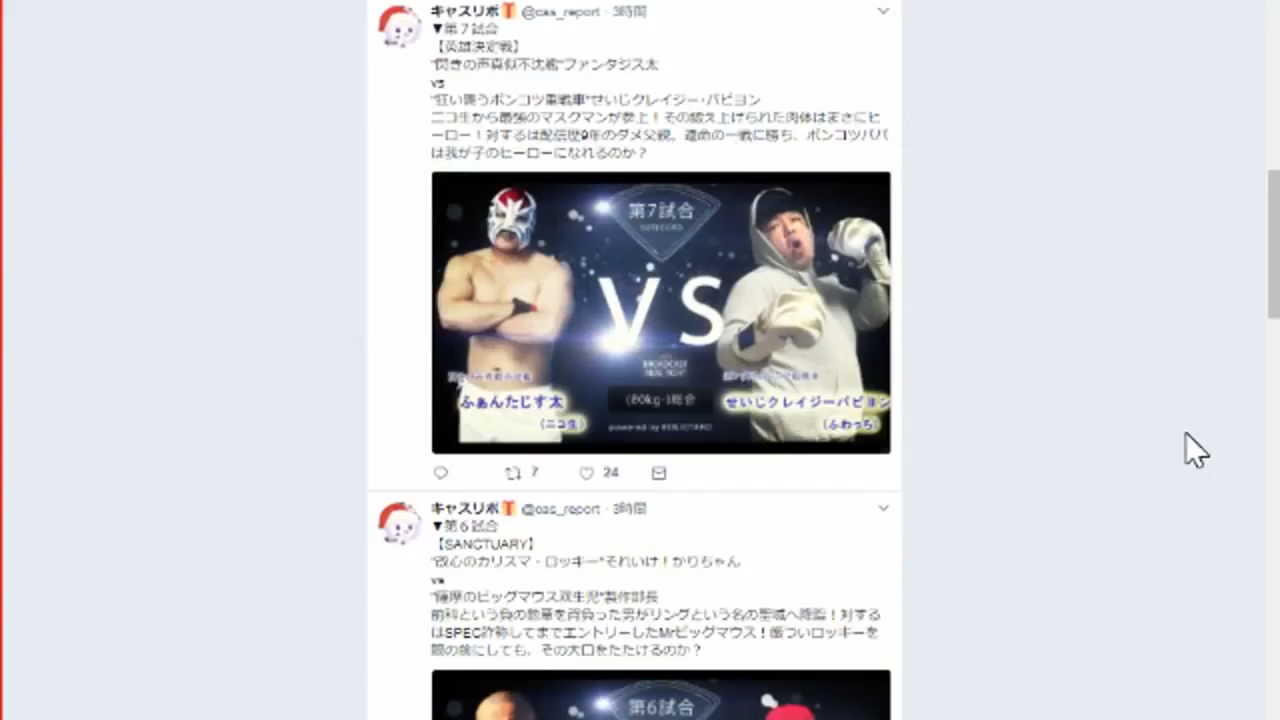 キャスリポ @cas_report · 3時間
▼第7試合
【英雄決定戦】
"閃きの声真似不沈艦"ファンタジス太
vs
"狂い舞うポンコツ重戦車"せいじクレイジー・パピヨン
ニコ生から最強のマスクマンが参上！その鍛え上げられた肉体はまさにヒ
ーロー！対するは配信歴9年のダメ父親。運命の一戦に勝ち、ポンコツパパ
は我が子のヒーローになれるのか？
第7試合
VS
ふぁんたじす太
(ニコ生)
(80kg-)総合
せいじクレイジーパピヨン
(ふわっち)
7
24
キャスリポ @cas_report · 3時間
▼第6試合
【SANCTUARY】
"改心のカリスマ・ロッキー"それいけ！かりちゃん
vs
"薩摩のビッグマウス双生児"製作部長
前科という負の勲章を背負った男がリングという名の聖域へ降臨！対する
はSPEC詐称してまでエントリーしたMrビッグマウス！厳ついロッキーを
眼の前にしても、その大口をたたけるのか？
第6試合